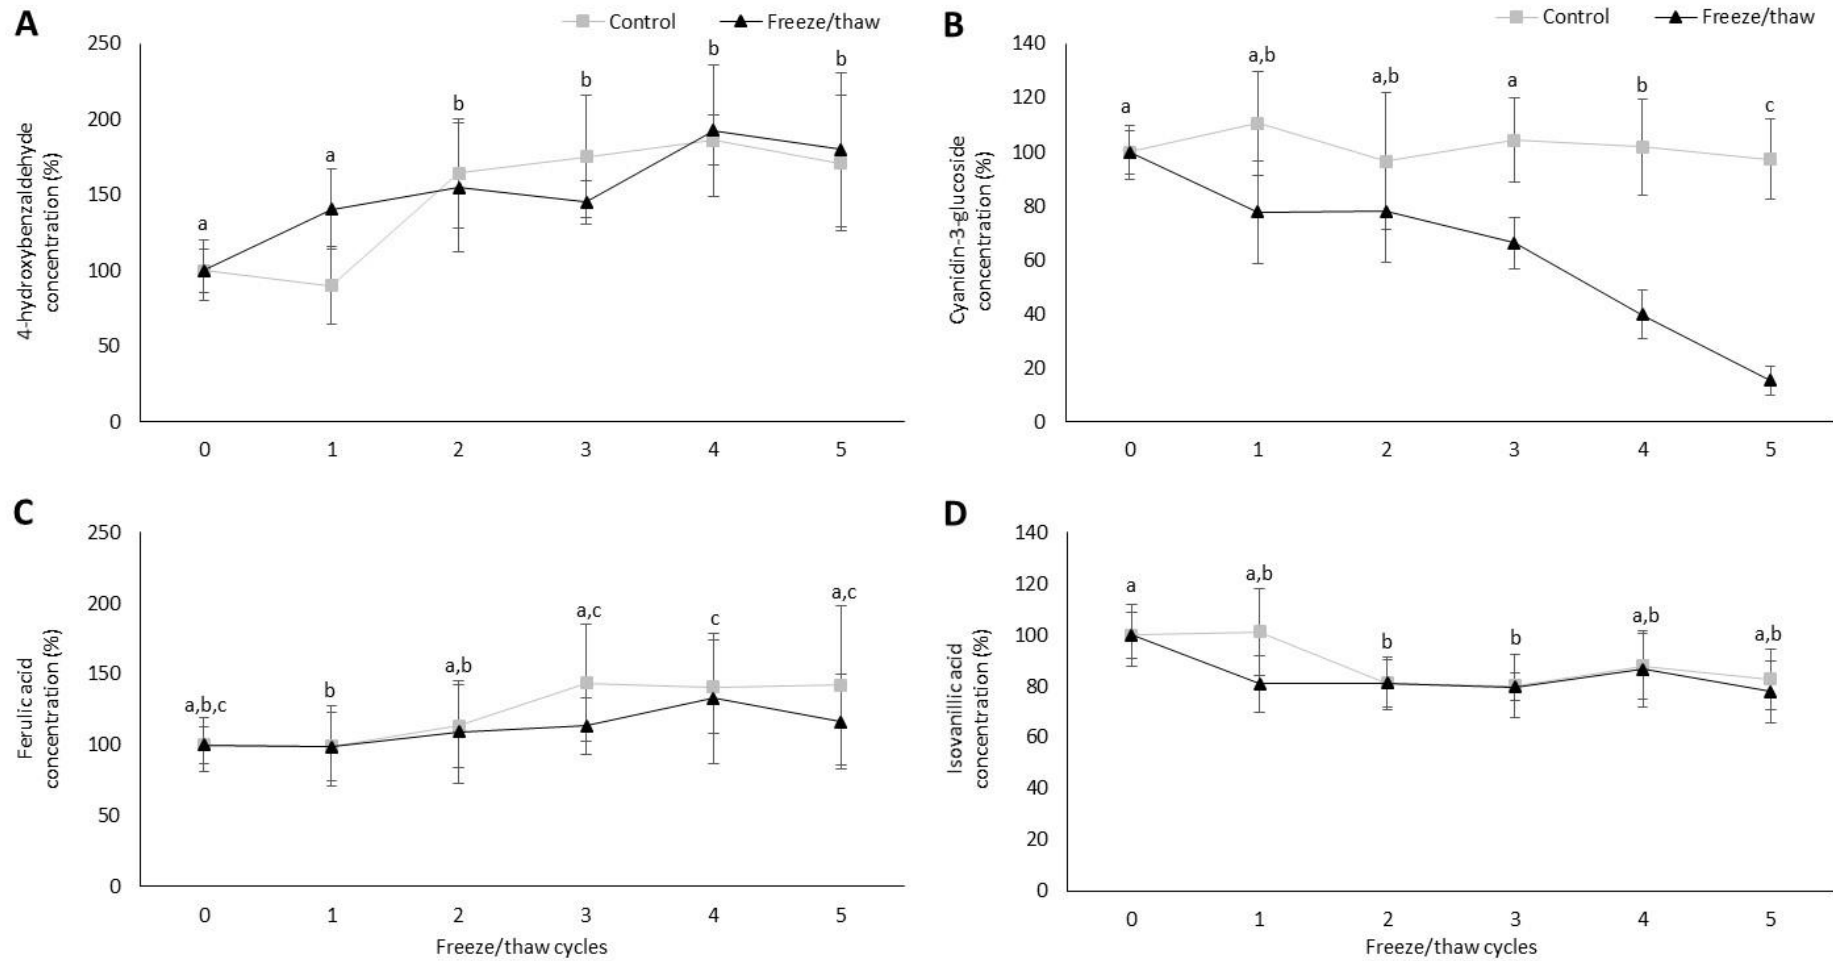 A
Control
Freeze/thaw
4-hydroxybenzaldehyde
concentration (%)
250
200
150
100
50
0
a
a
b
b
b
b
0 1 2 3 4 5
B
Control
Freeze/thaw
Cyanidin-3-glucoside
concentration (%)
140
120
100
80
60
40
20
0
a
a,b
a,b
a
b
c
0 1 2 3 4 5
C
Ferulic acid
concentration (%)
250
200
150
100
50
0
a,b,c
b
a,b
a,c
c
a,c
0 1 2 3 4 5
Freeze/thaw cycles
D
Isovanillic acid
concentration (%)
140
120
100
80
60
40
20
0
a
a,b
b
b
a,b
a,b
0 1 2 3 4 5
Freeze/thaw cycles